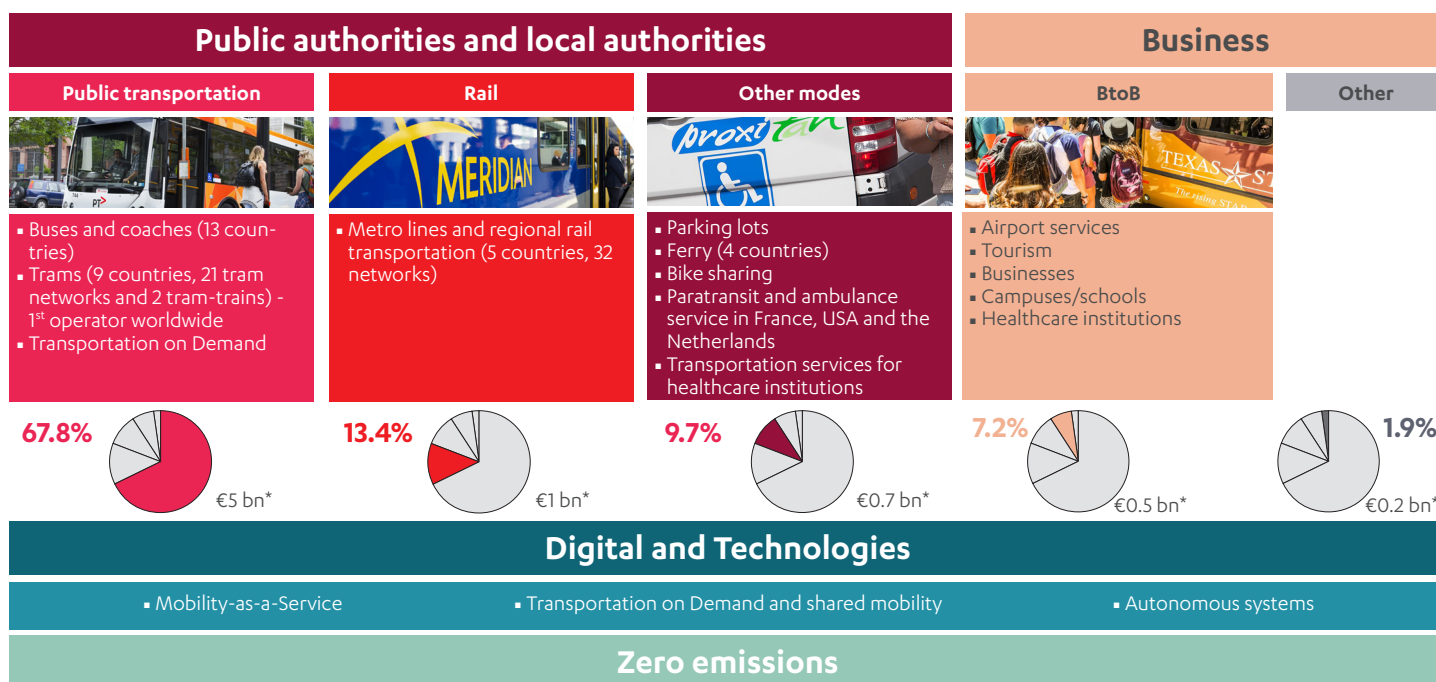 Public authorities and local authorities
Business
Public transportation
Rail
Other modes
BtoB
Other
PT>
MERIDIAN
proxitan
TEXAS ST
The rising STAR
▪ Buses and coaches (13 coun-
tries)
▪ Trams (9 countries, 21 tram
networks and 2 tram-trains) -
1st operator worldwide
▪ Transportation on Demand
▪ Metro lines and regional rail
transportation (5 countries, 32
networks)
▪ Parking lots
▪ Ferry (4 countries)
▪ Bike sharing
▪ Paratransit and ambulance
service in France, USA and the
Netherlands
▪ Transportation services for
healthcare institutions
▪ Airport services
▪ Tourism
▪ Businesses
▪ Campuses/schools
▪ Healthcare institutions
67.8%
€5 bn*
13.4%
€1 bn*
9.7%
€0.7 bn*
7.2%
€0.5 bn*
1.9%
€0.2 bn*
Digital and Technologies
▪ Mobility-as-a-Service
▪ Transportation on Demand and shared mobility
▪ Autonomous systems
Zero emissions